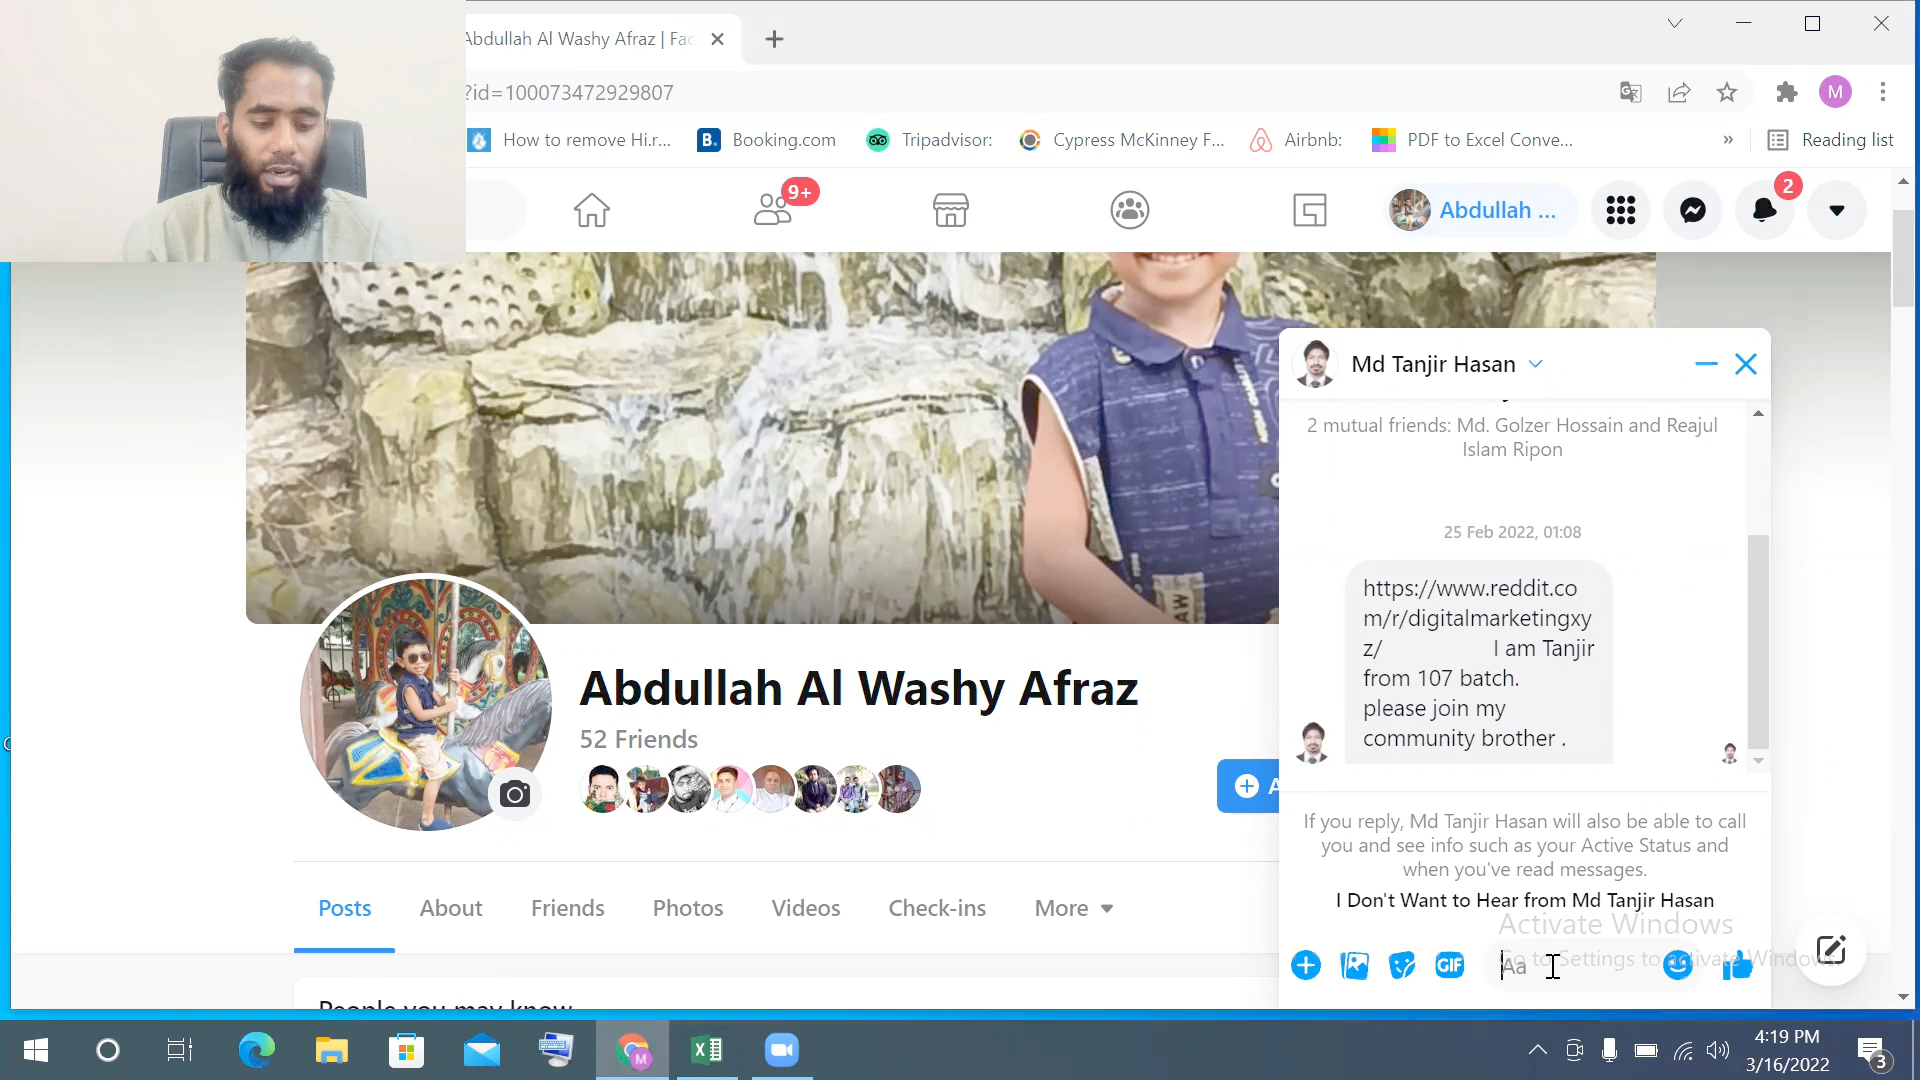 Abdullah Al Washy Afraz | Fac
?id=100073472929807
M
How to remove Hi.r...
B.
Booking.com
Tripadvisor:
Cypress McKinney F...
Airbnb:
PDF to Excel Conve...
»
Reading list
9+
Abdullah ...
2
Md Tanjir Hasan
2 mutual friends: Md. Golzer Hossain and Reajul
Islam Ripon
25 Feb 2022, 01:08
https://www.reddit.co
m/r/digitalmarketingxy
z/ I am Tanjir
from 107 batch.
please join my
community brother .
Abdullah Al Washy Afraz
52 Friends
A
If you reply, Md Tanjir Hasan will also be able to call
you and see info such as your Active Status and
when you've read messages.
I Don't Want to Hear from Md Tanjir Hasan
Posts
About
Friends
Photos
Videos
Check-ins
More
Activate Windows
Go to Settings to activate Windows.
GIF
Aa
People you may know
4:19 PM
3/16/2022
3